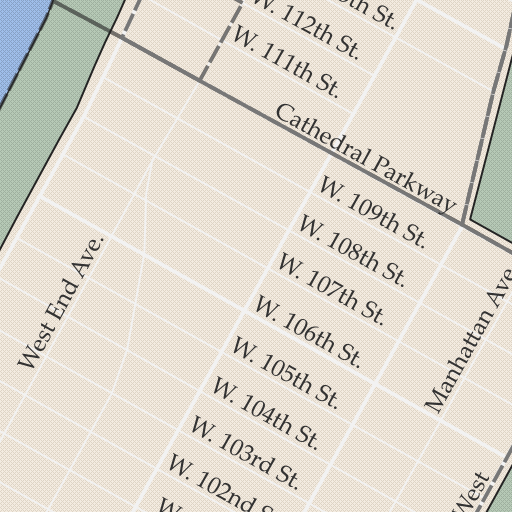 W. 112th St.
W. 111th St.
Cathedral Parkway
W. 109th St.
W. 108th St.
W. 107th St.
W. 106th St.
W. 105th St.
W. 104th St.
W. 103rd St.
W. 102nd S
West End Ave.
Manhattan Ave
West
W.